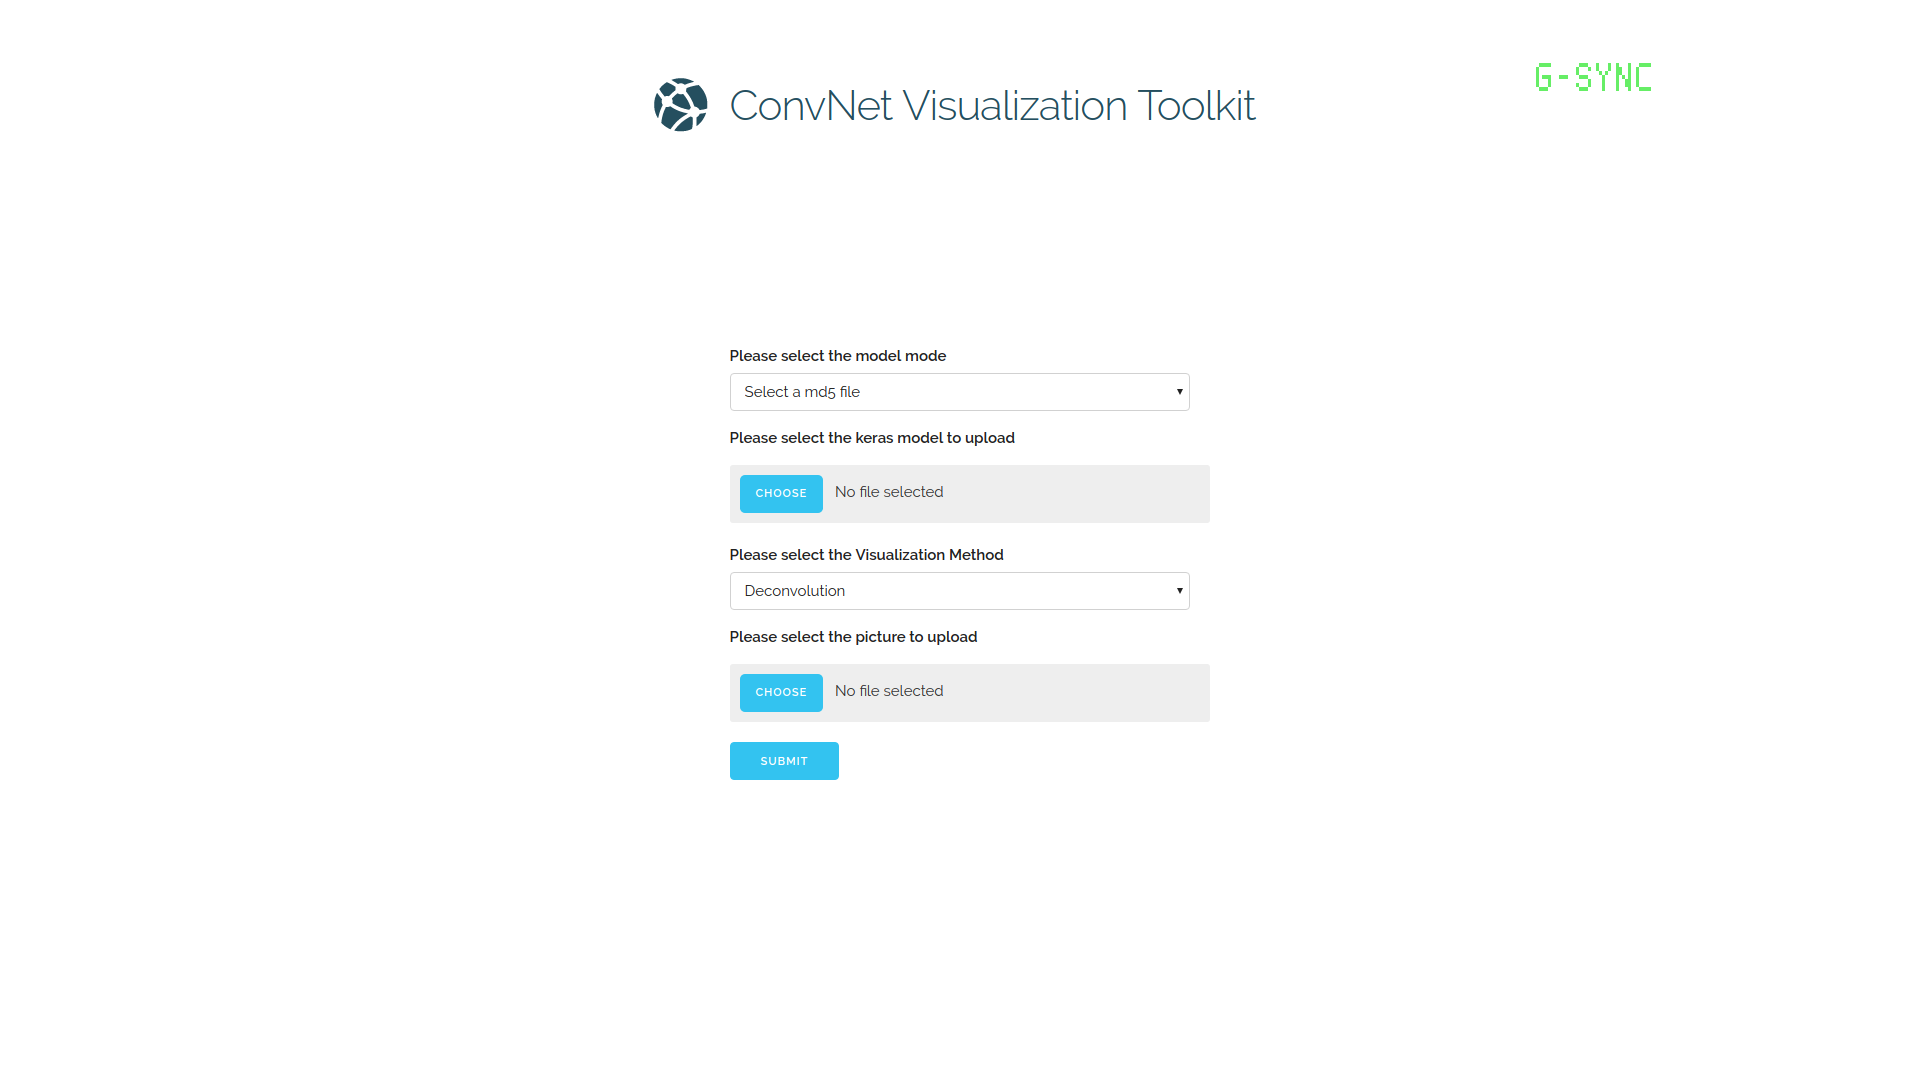 ConvNet Visualization Toolkit
G-SYNC
Please select the model mode
Select a md5 file
Please select the keras model to upload
CHOOSE No file selected
Please select the Visualization Method
Deconvolution
Please select the picture to upload
CHOOSE No file selected
SUBMIT